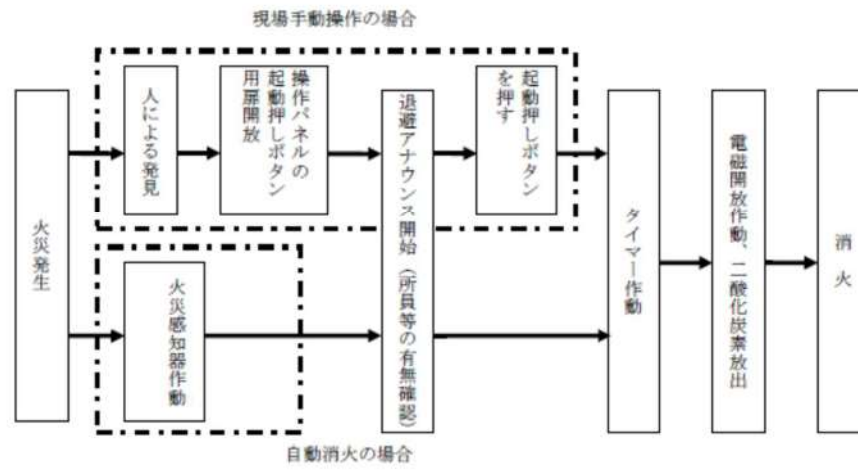 現場手動操作の場合
火災発生
人による発見
操作パネルの
起動押しボタン
用扉開放
退避アナウンス開始（所員等の有無確認）
起動押しボタン
を押す
火災感知器作動
タイマー作動
電磁開放作動、二酸化炭素放出
消火
自動消火の場合